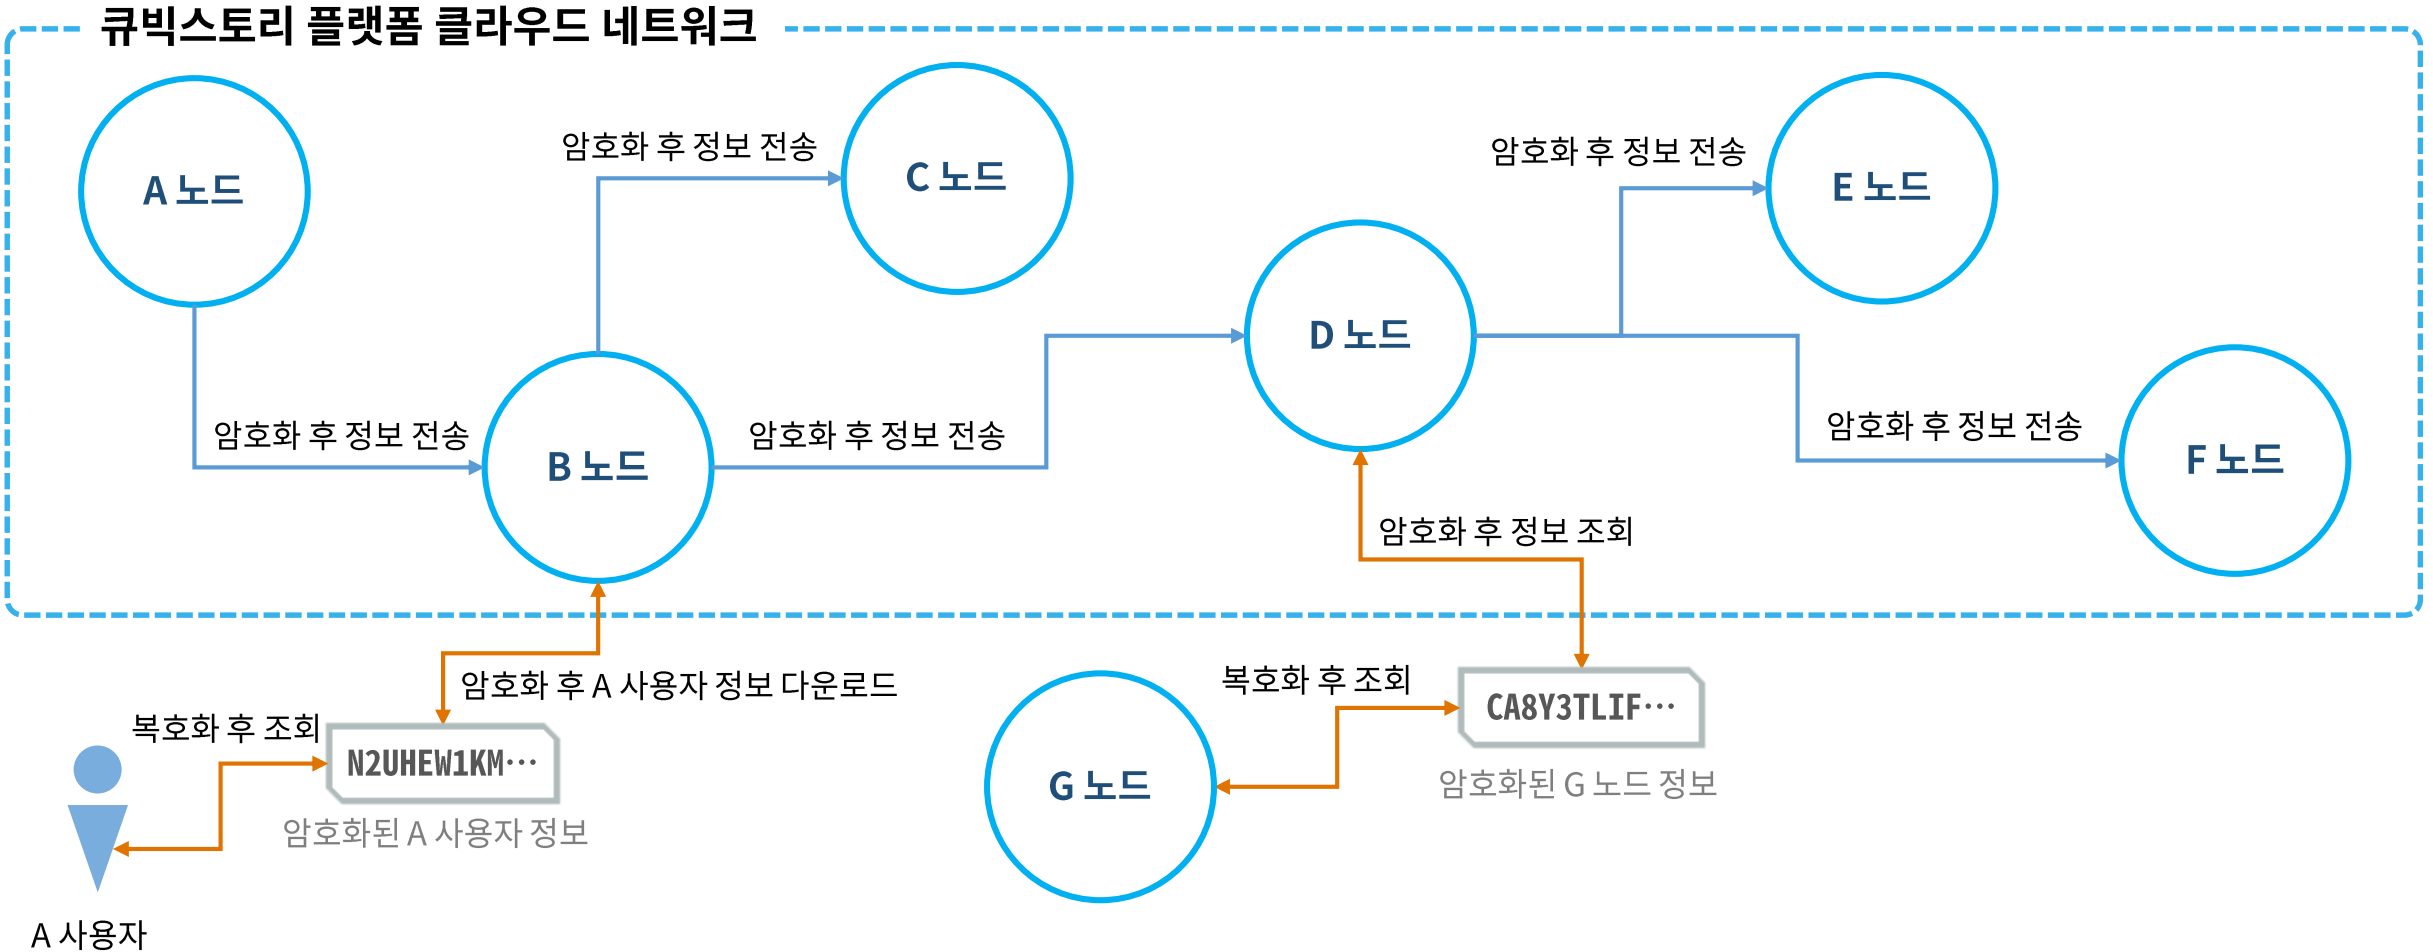 큐빅스토리 플랫폼 클라우드 네트워크
A 노드
암호화 후 정보 전송
C 노드
암호화 후 정보 전송
E 노드
D 노드
암호화 후 정보 전송
B 노드
암호화 후 정보 전송
암호화 후 정보 전송
F 노드
암호화 후 정보 조회
암호화 후 A 사용자 정보 다운로드
복호화 후 조회
N2UHEW1KM···
암호화된 A 사용자 정보
A 사용자
G 노드
복호화 후 조회
CA8Y3TLIF···
암호화된 G 노드 정보